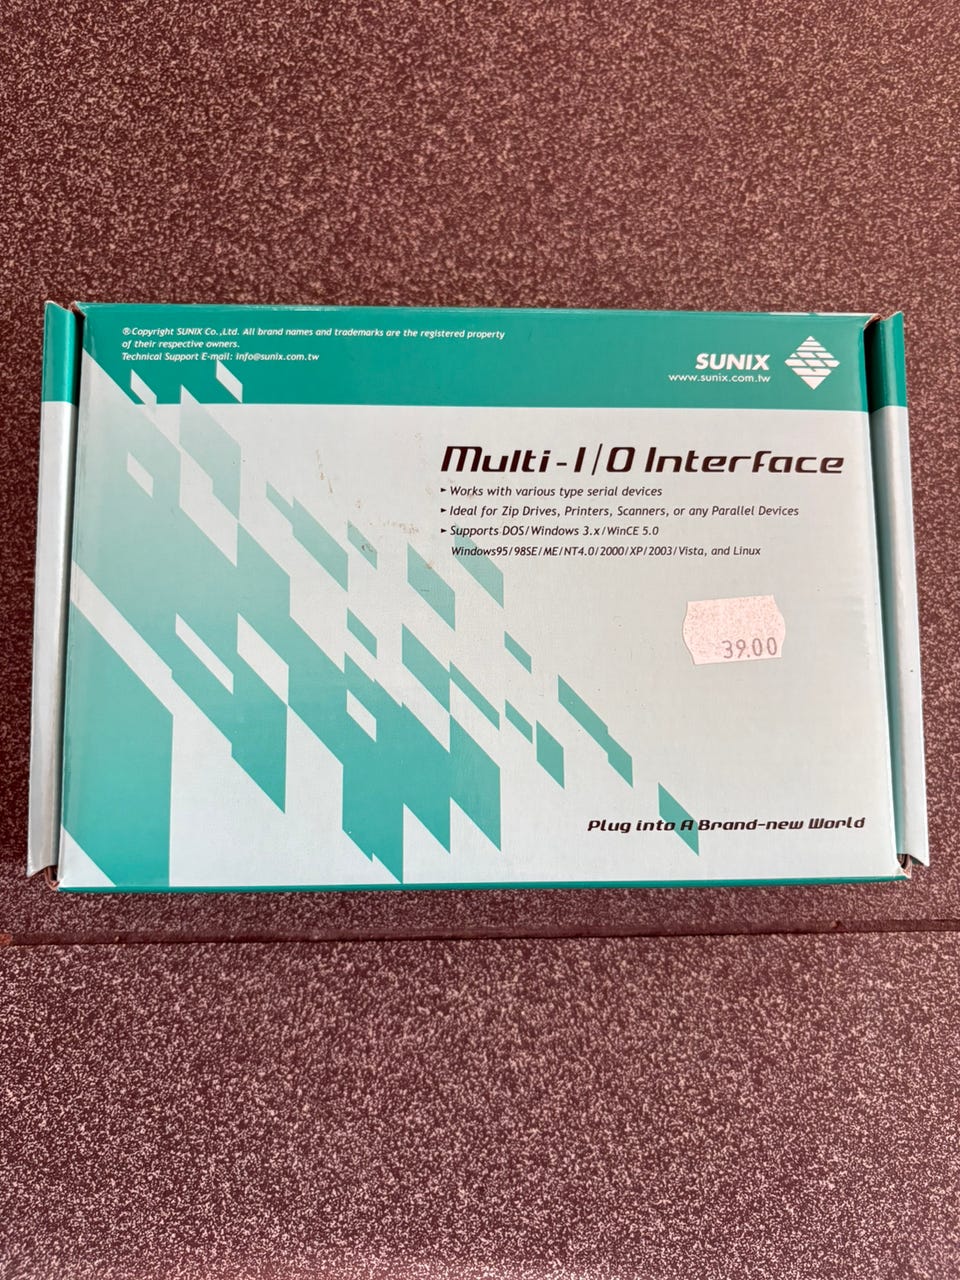 ®Copyright SUNIX Co.,Ltd. All brand names and trademarks are the registered property
of their respective owners.
Technical Support E-mail: info@sunix.com.tw
SUNIX
www.sunix.com.tw
Multi-I/O Interface
► Works with various type serial devices
► Ideal for Zip Drives, Printers, Scanners, or any Parallel Devices
► Supports DOS/Windows 3.x/WinCE 5.0
Windows95/98SE/ME/NT4.0/2000/XP/2003/Vista, and Linux
39.00
Plug into A Brand-new World